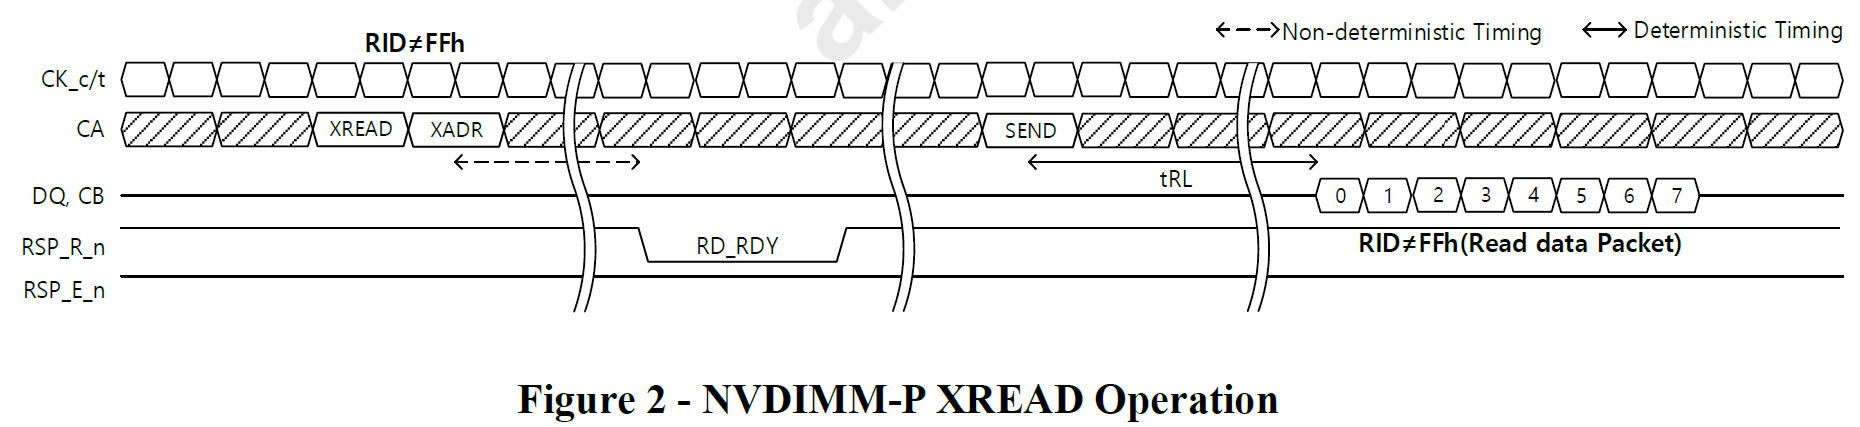 Non-deterministic Timing
Deterministic Timing
RID≠FFh
CK_c/t
CA
XREAD
XADR
SEND
tRL
DQ, CB
0 1 2 3 4 5 6 7
RSP_R_n
RD_RDY
RID≠FFh(Read data Packet)
RSP_E_n
Figure 2 - NVDIMM-P XREAD Operation